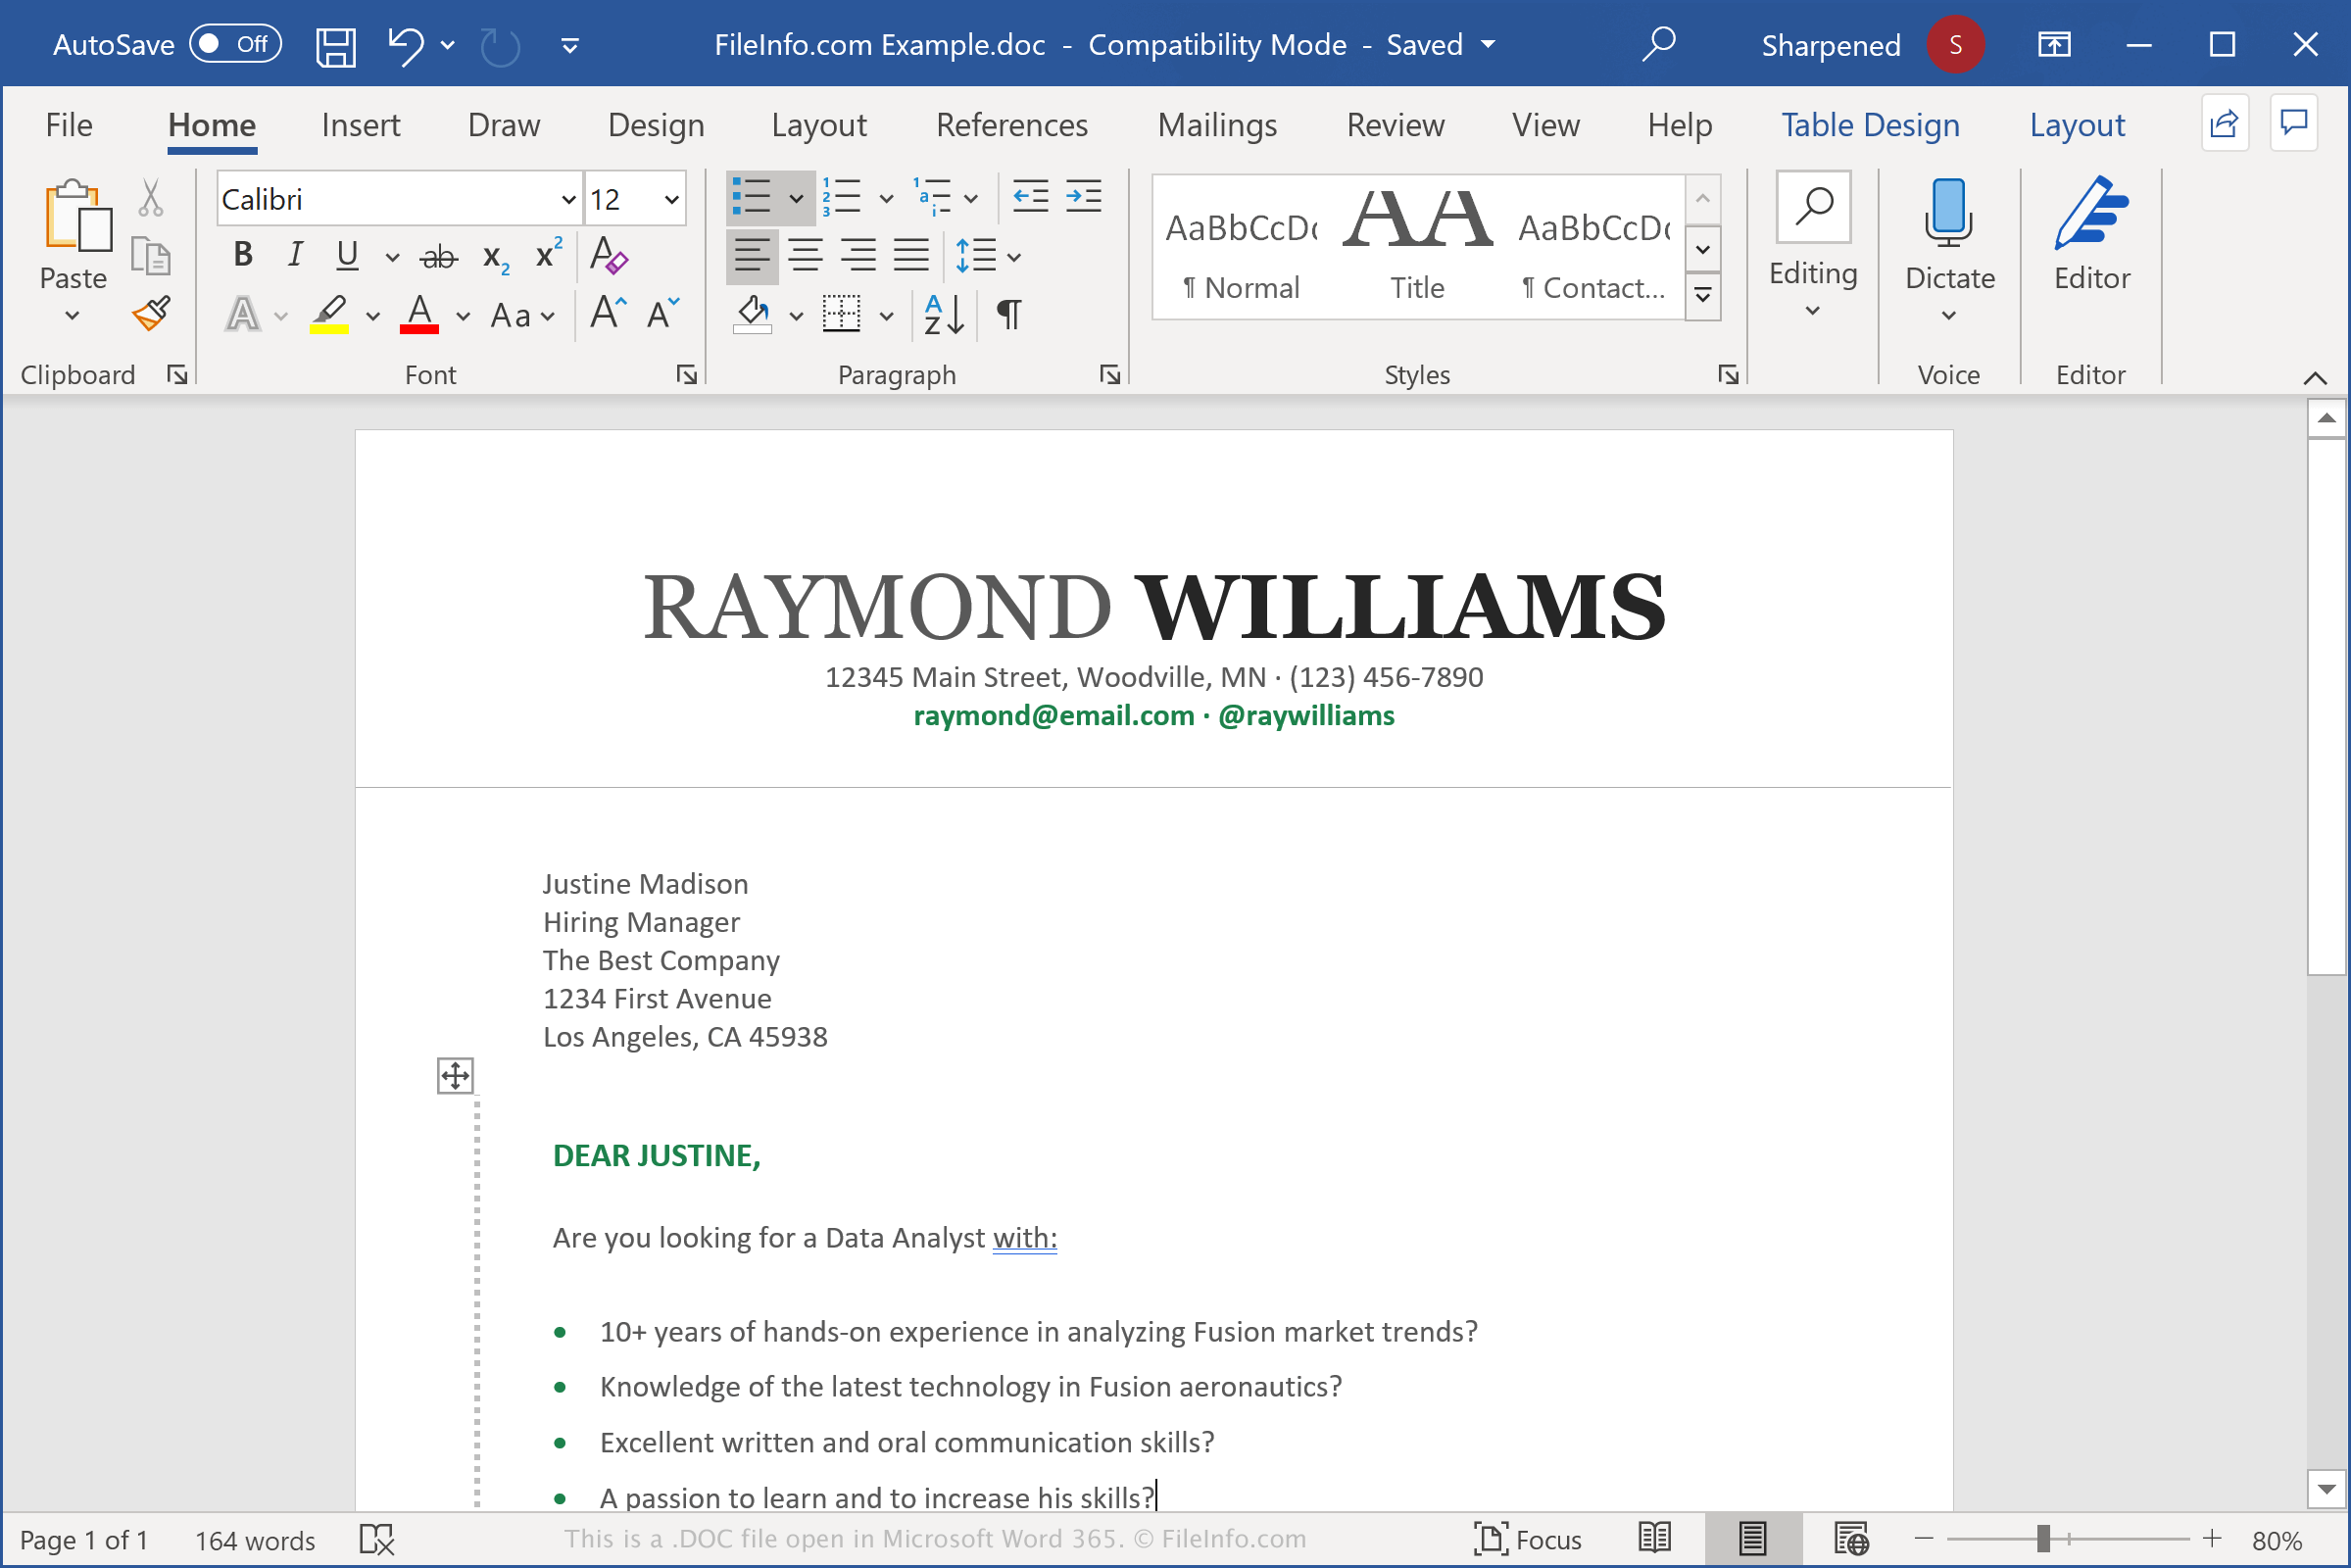 AutoSave Off FileInfo.com Example.doc - Compatibility Mode - Saved Sharpened S
File Home Insert Draw Design Layout References Mailings Review View Help Table Design Layout
Calibri 12
Paste
B I U ab x2 x2 A
A A Aa A A
A Z ¶
AaBbCcDc AA AaBbCcDc
¶ Normal Title ¶ Contact...
Editing Dictate Editor
Clipboard Font Paragraph Styles Voice Editor
RAYMOND WILLIAMS
12345 Main Street, Woodville, MN · (123) 456-7890
raymond@email.com · @raywilliams
Justine Madison
Hiring Manager
The Best Company
1234 First Avenue
Los Angeles, CA 45938
DEAR JUSTINE,
Are you looking for a Data Analyst with:
• 10+ years of hands-on experience in analyzing Fusion market trends?
• Knowledge of the latest technology in Fusion aeronautics?
• Excellent written and oral communication skills?
• A passion to learn and to increase his skills?
Page 1 of 1 164 words This is a .DOC file open in Microsoft Word 365. © FileInfo.com Focus 80%